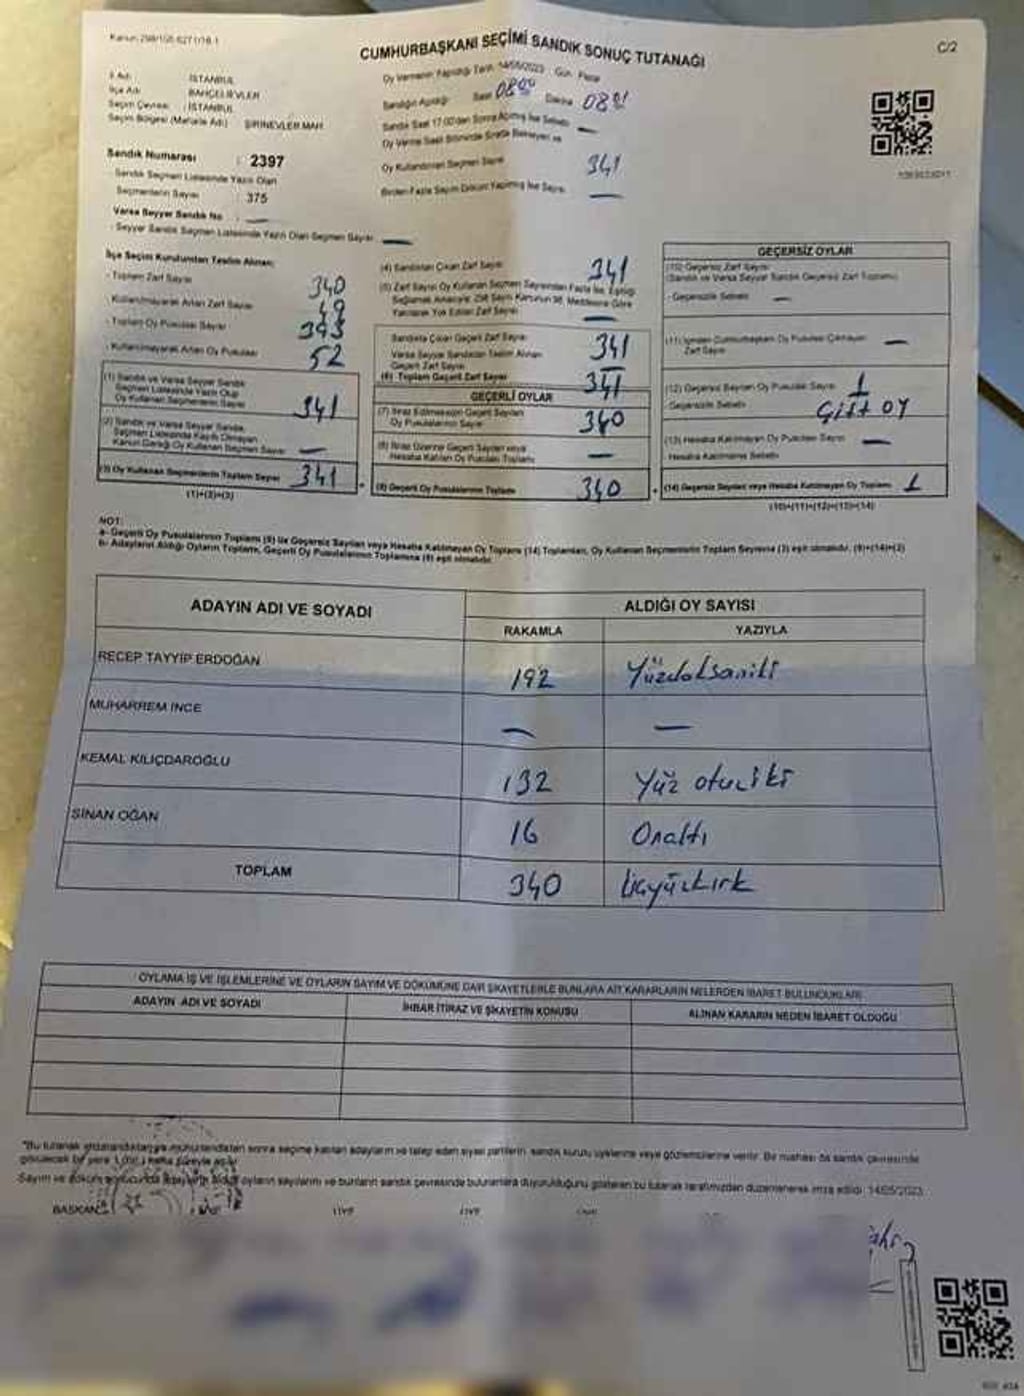 Kanun 298/105 6271/18-1
CUMHURBAŞKANI SEÇİMİ SANDIK SONUÇ TUTANAĞI
C/2
İl Adı : İSTANBUL
İlçe Adı : BAHÇELİEVLER
Seçim Çevresi : İSTANBUL
Seçim Bölgesi (Mahalle Adı) : ŞİRİNEVLER MAH.
Sandık Numarası : 2397
Sandık Seçmen Listesinde Yazılı Olan
Seçmenlerin Sayısı : 375
Varsa Seyyar Sandık No : —
- Seyyar Sandık Seçmen Listesinde Yazılı Olan Seçmen Sayısı —
Oy Vermenin Yapıldığı Tarih 14/05/2023 Gün Pazar
Sandığın Açıldığı Saat 08:00 Dakika
Sandık Saat 17:00'den Sonra Açılmış İse Sebebi —
Oy Verme Saati Bitiminde Sırada Bekleyen ve
Oy Kullandırılan Seçmen Sayısı 341
Birden Fazla Sayım Döküm Yapılmış İse Sayısı —
İlçe Seçim Kurulundan Teslim Alınan:
- Toplam Zarf Sayısı
- Kullanılmayarak Artan Zarf Sayısı
- Toplam Oy Pusulası Sayısı 393
- Kullanılmayarak Artan Oy Pusulası 52
(1) Sandık ve Varsa Seyyar Sandık
Seçmen Listesinde Yazılı Olup
Oy Kullanan Seçmenlerin Sayısı 341
(2) Sandık ve Varsa Seyyar Sandık
Seçmen Listesinde Kayıtlı Olmayan
Kanun Gereği Oy Kullanan Seçmen Sayısı —
(3) Oy Kullanan Seçmenlerin Toplam Sayısı 341
(1)+(2)=(3)
(4) Sandıktan Çıkan Zarf Sayısı 341
(5) Zarf Sayısı Oy Kullanan Seçmen Sayısından Fazla İse, Eşitliği
Sağlamak Amacıyla 298 Sayılı Kanunun 98. Maddesine Göre
Yakılarak Yok Edilen Zarf Sayısı —
Sandıkta Çıkan Geçerli Zarf Sayısı 341
Varsa Seyyar Sandıktan Teslim Alınan
Geçerli Zarf Sayısı —
(6) Toplam Geçerli Zarf Sayısı 341
GEÇERLİ OYLAR
(7) İtiraz Edilmeksizin Geçerli Sayılan
Oy Pusulalarının Sayısı 340
(8) İtiraz Üzerine Geçerli Sayılan veya
Hesaba Katılan Oy Pusulası Toplamı —
(9) Geçerli Oy Pusulalarının Toplamı 340
GEÇERSİZ OYLAR
(10) Geçersiz Zarf Sayısı
(Sandık ve Varsa Seyyar Sandık Geçersiz Zarf Toplamı)
- Geçersizlik Sebebi —
(11) İçinden Cumhurbaşkanı Oy Pusulası Çıkmayan
Zarf Sayısı —
(12) Geçersiz Sayılan Oy Pusulası Sayısı 1
Geçersizlik Sebebi Çift OY
(13) Hesaba Katılmayan Oy Pusulası Sayısı —
Hesaba Katılmama Sebebi
(14) Geçersiz Sayılan veya Hesaba Katılmayan Oy Toplamı 1
(10)+(11)+(12)+(13)=(14)
NOT:
a- Geçerli Oy Pusulalarının Toplamı (9) ile Geçersiz Sayılan veya Hesaba Katılmayan Oy Toplamı (14) Toplamları, Oy Kullanan Seçmenlerin Toplam Sayısına (3) eşit olmalıdır. (9)+(14)=(3)
b- Adayların Aldığı Oyların Toplamı, Geçerli Oy Pusulalarının Toplamına (9) eşit olmalıdır.
ADAYIN ADI VE SOYADI ALDIĞI OY SAYISI
RAKAMLA YAZIYLA
RECEP TAYYİP ERDOĞAN 192 Yüzdoksaniki
MUHARREM İNCE — —
KEMAL KILIÇDAROĞLU 132 Yüz otuziki
SİNAN OĞAN 16 Onaltı
TOPLAM 340 Üçyüzkırk
OYLAMA İŞ VE İŞLEMLERİNE VE OYLARIN SAYIM VE DÖKÜMÜNE DAİR ŞİKAYETLERLE BUNLARA AİT KARARLARIN NELERDEN İBARET BULUNDUKLARI
ADAYIN ADI VE SOYADI İHBAR İTİRAZ VE ŞİKAYETİN KONUSU ALINAN KARARIN NEDEN İBARET OLDUĞU
*Bu tutanak mühürlendikten sonra seçime katılan adayların ve talep eden siyasi partilerin sandık kurulu üyelerine veya gözlemcilerine verilir. Bir nüshası da sandık çevresinde
görülecek bir yere hafta süreyle asılır.
Sayım ve döküm sonucunda adayların aldığı oyların sayılarını ve bunların sandık çevresinde bulunanlara duyurulduğunu gösteren bu tutanak tarafımızdan düzenlenerek imza edildi. 14/05/2023
BAŞKAN ÜYE ÜYE ÜYE